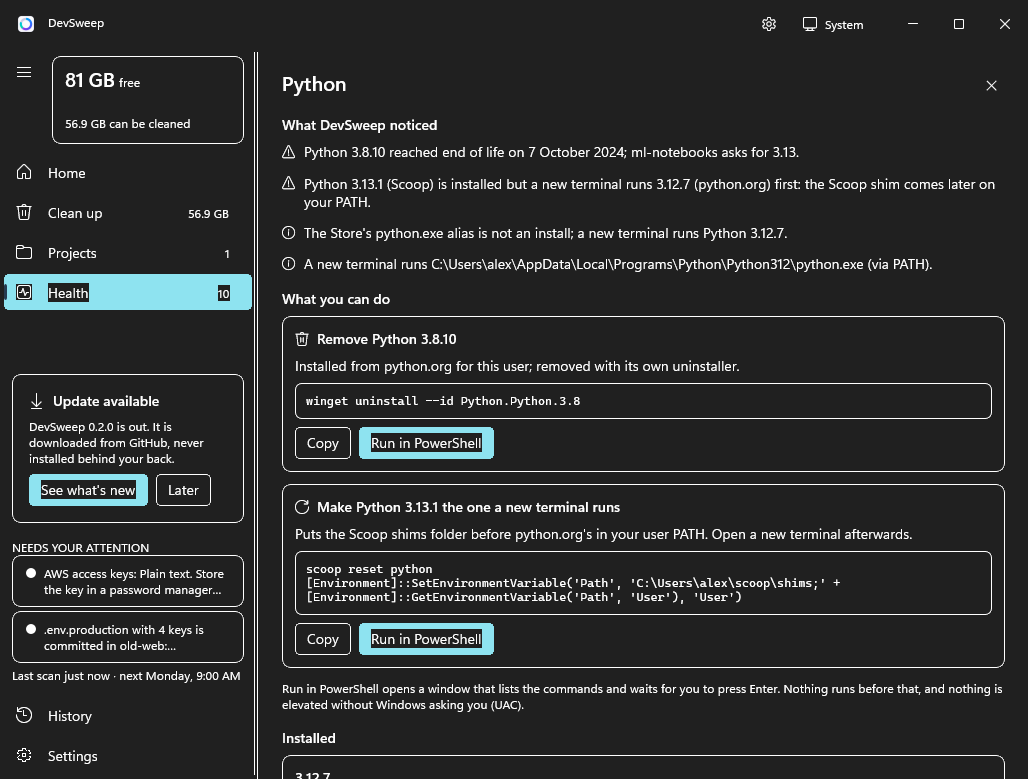 DevSweep
System
81 GB free
56.9 GB can be cleaned
Home
Clean up
56.9 GB
Projects
1
Health
10
Update available
DevSweep 0.2.0 is out. It is
downloaded from GitHub, never
installed behind your back.
See what's new
Later
NEEDS YOUR ATTENTION
AWS access keys: Plain text. Store
the key in a password manager...
.env.production with 4 keys is
committed in old-web:...
Last scan just now · next Monday, 9:00 AM
History
Settings
Python
What DevSweep noticed
Python 3.8.10 reached end of life on 7 October 2024; ml-notebooks asks for 3.13.
Python 3.13.1 (Scoop) is installed but a new terminal runs 3.12.7 (python.org) first: the Scoop shim comes later on
your PATH.
The Store's python.exe alias is not an install; a new terminal runs Python 3.12.7.
A new terminal runs C:\Users\alex\AppData\Local\Programs\Python\Python312\python.exe (via PATH).
What you can do
Remove Python 3.8.10
Installed from python.org for this user; removed with its own uninstaller.
winget uninstall --id Python.Python.3.8
Copy
Run in PowerShell
Make Python 3.13.1 the one a new terminal runs
Puts the Scoop shims folder before python.org's in your user PATH. Open a new terminal afterwards.
scoop reset python
[Environment]::SetEnvironmentVariable('Path', 'C:\Users\alex\scoop\shims;' +
[Environment]::GetEnvironmentVariable('Path', 'User'), 'User')
Copy
Run in PowerShell
Run in PowerShell opens a window that lists the commands and waits for you to press Enter. Nothing runs before that, and nothing is
elevated without Windows asking you (UAC).
Installed
3.12.7